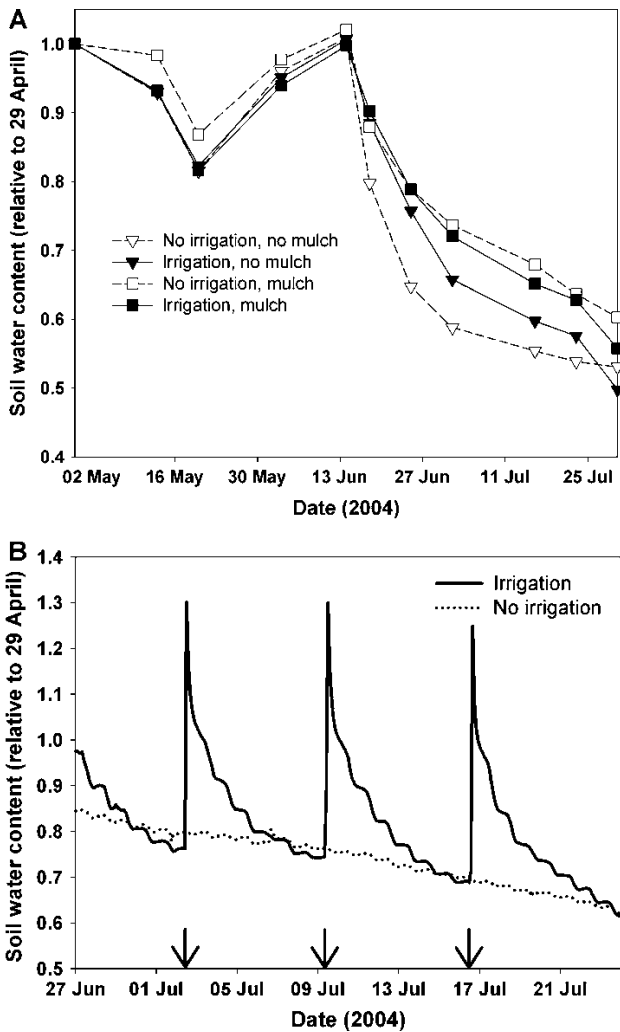 A
Soil water content (relative to 29 April)
1.0
0.9
0.8
0.7
0.6
0.5
0.4
No irrigation, no mulch
Irrigation, no mulch
No irrigation, mulch
Irrigation, mulch
02 May 16 May 30 May 13 Jun 27 Jun 11 Jul 25 Jul
Date (2004)
B
Soil water content (relative to 29 April)
1.4
1.3
1.2
1.1
1.0
0.9
0.8
0.7
0.6
0.5
Irrigation
No irrigation
27 Jun 01 Jul 05 Jul 09 Jul 13 Jul 17 Jul 21 Jul
Date (2004)